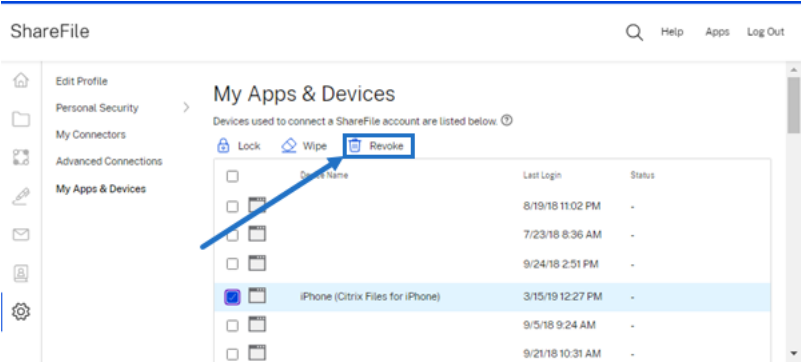 ShareFile
Help Apps Log Out
Edit Profile
Personal Security
My Connectors
Advanced Connections
My Apps & Devices
My Apps & Devices
Devices used to connect a ShareFile account are listed below.
Lock Wipe Revoke
Device Name Last Login Status
8/19/18 11:02 PM -
7/23/18 8:36 AM -
9/24/18 2:51 PM -
iPhone (Citrix Files for iPhone) 3/15/19 12:27 PM -
9/5/18 9:24 AM -
9/21/18 10:31 AM -